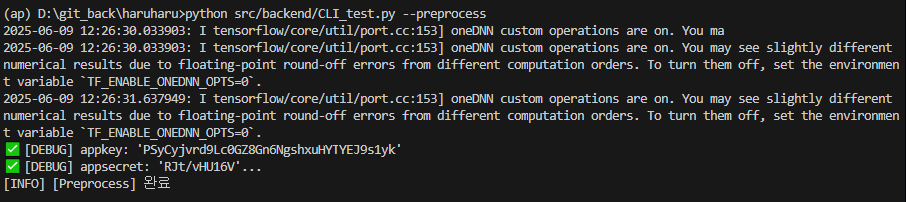 (ap) D:\git_back\haruharu>python src/backend/CLI_test.py --preprocess
2025-06-09 12:26:30.033903: I tensorflow/core/util/port.cc:153] oneDNN custom operations are on. You ma
2025-06-09 12:26:30.033903: I tensorflow/core/util/port.cc:153] oneDNN custom operations are on. You may see slightly different
numerical results due to floating-point round-off errors from different computation orders. To turn them off, set the environmen
t variable `TF_ENABLE_ONEDNN_OPTS=0`.
2025-06-09 12:26:31.637949: I tensorflow/core/util/port.cc:153] oneDNN custom operations are on. You may see slightly different
numerical results due to floating-point round-off errors from different computation orders. To turn them off, set the environmen
t variable `TF_ENABLE_ONEDNN_OPTS=0`.
✅ [DEBUG] appkey: 'PSyCyjvrd9Lc0GZ8Gn6NgshxuHYTYEJ9s1yk'
✅ [DEBUG] appsecret: 'RJt/vHU16V'...
[INFO] [Preprocess] 완료